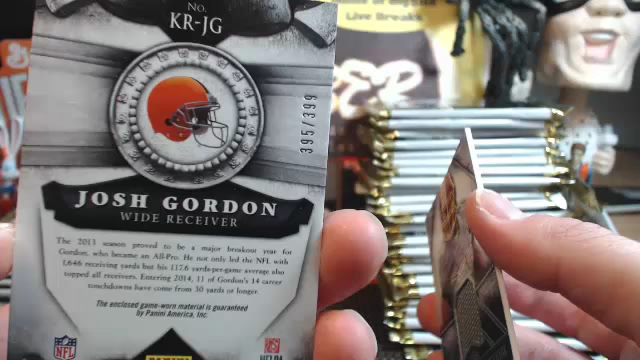 Live Breaks
No.
KR-JG
395/399
JOSH GORDON
WIDE RECEIVER
The 2013 season proved to be a major breakout year for
Gordon, who became an All-Pro. He not only led the NFL with
1,646 receiving yards but his 117.6 yards-per-game average also
topped all receivers. Entering 2014, 11 of Gordon's 14 career
touchdowns have come from 30 yards or longer.
The enclosed game-worn material is guaranteed
by Panini America, Inc.
NFL
PANINI
NFLPA